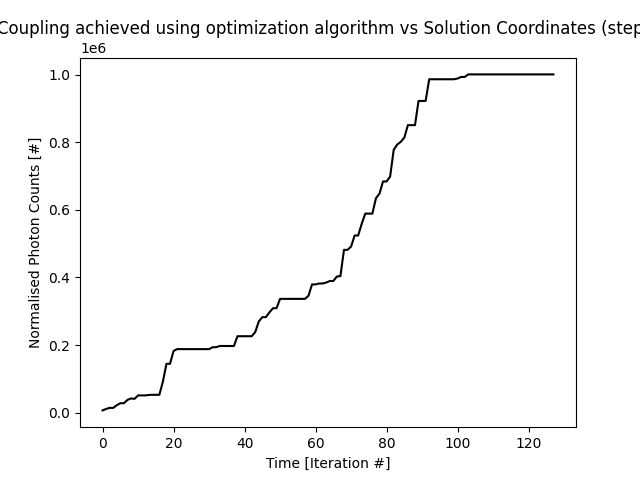 Coupling achieved using optimization algorithm vs Solution Coordinates (step
1e6
1.0
0.8
0.6
0.4
0.2
0.0
Normalised Photon Counts [#]
0 20 40 60 80 100 120
Time [Iteration #]